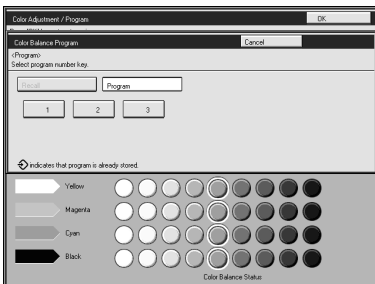 Color Adjustment / Program
OK
Color Balance Program
Cancel
<Program>
Select program number key.
Recall
Program
1
2
3
indicates that program is already stored.
Yellow
Magenta
Cyan
Black
Color Balance Status